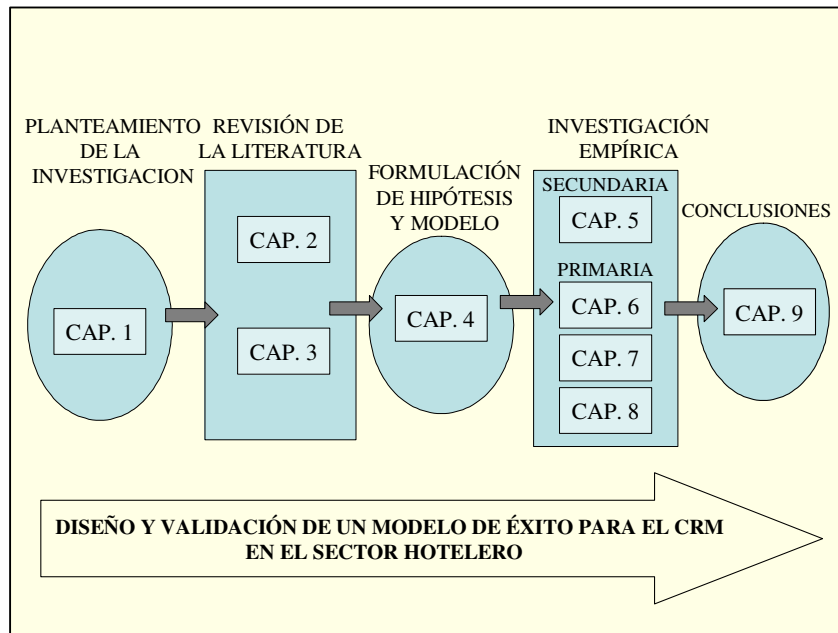 PLANTEAMIENTO
DE LA
INVESTIGACION
CAP. 1
REVISIÓN DE
LA LITERATURA
CAP. 2
CAP. 3
FORMULACIÓN
DE HIPÓTESIS
Y MODELO
CAP. 4
INVESTIGACIÓN
EMPÍRICA
SECUNDARIA
CAP. 5
PRIMARIA
CAP. 6
CAP. 7
CAP. 8
CONCLUSIONES
CAP. 9
DISEÑO Y VALIDACIÓN DE UN MODELO DE ÉXITO PARA EL CRM
EN EL SECTOR HOTELERO